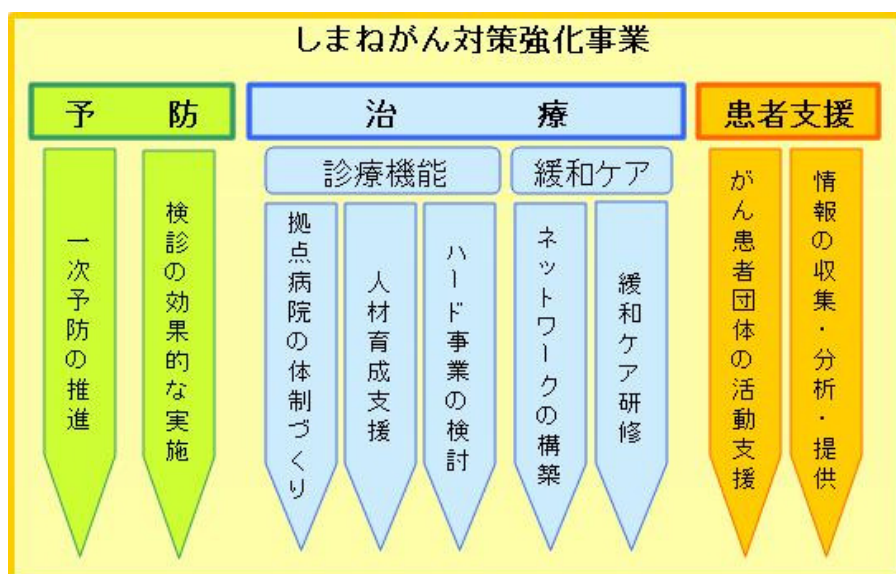 しまねがん対策強化事業
予防
治療
患者支援
診療機能
緩和ケア
一次予防の推進
検診の効果的な実施
拠点病院の体制づくり
人材育成支援
ハード事業の検討
ネットワークの構築
緩和ケア研修
がん患者団体の活動支援
情報の収集・分析・提供